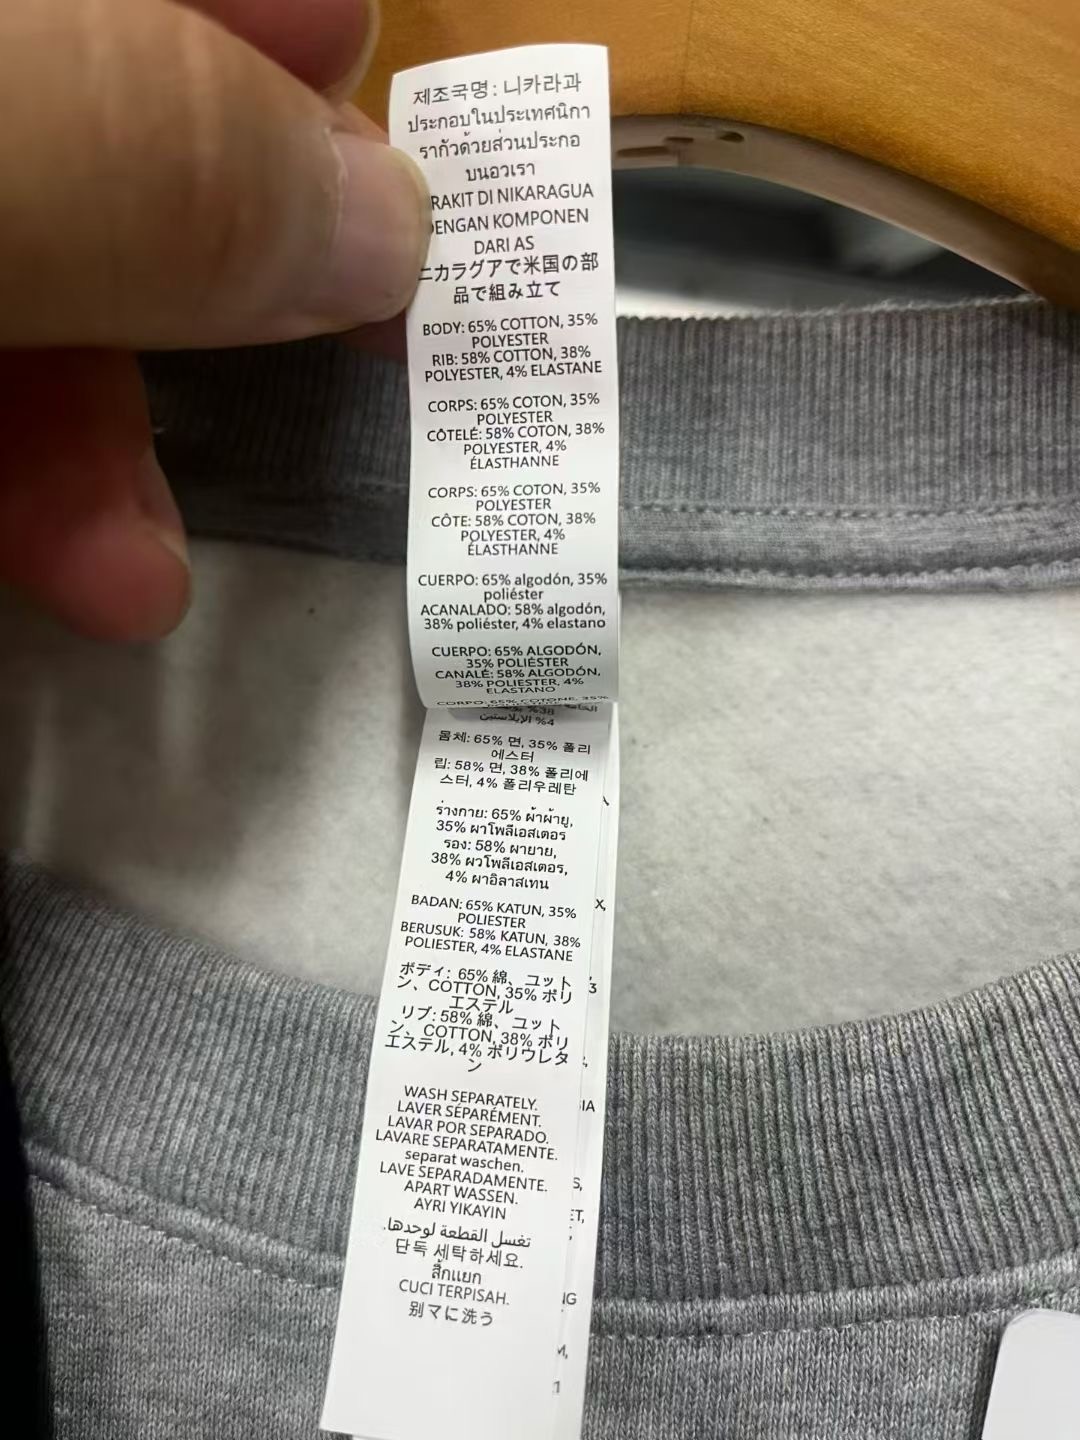 제조국명: 니카라과
ประกอบในประเทศนิกา
รากัวด้วยส่วนประกอ
บนอวเรา
RAKIT DI NIKARAGUA
DENGAN KOMPONEN
DARI AS
ニカラグアで米国の部
品で組み立て
BODY: 65% COTTON, 35%
POLYESTER
RIB: 58% COTTON, 38%
POLYESTER, 4% ELASTANE
CORPS: 65% COTON, 35%
POLYESTER
CÔTELÉ: 58% COTON, 38%
POLYESTER, 4%
ÉLASTHANNE
CORPS: 65% COTON, 35%
POLYESTER
CÔTE: 58% COTON, 38%
POLYESTER, 4%
ÉLASTHANNE
CUERPO: 65% algodón, 35%
poliéster
ACANALADO: 58% algodón,
38% poliéster, 4% elastano
CUERPO: 65% ALGODÓN,
35% POLIÉSTER
CANALÉ: 58% ALGODÓN,
38% POLIESTER, 4%
ELASTANO
CORPO: 65% COTONE, 35%
38%
4% الإيلاستين
몸체: 65% 면, 35% 폴리
에스터
립: 58% 면, 38% 폴리에
스터, 4% 폴리우레탄
ร่างกาย: 65% ผ้าผ้ายู,
35% ผาโพลีเอสเตอร
รอง: 58% ผายาย,
38% ผวโพลีเอสเตอร,
4% ผาอิลาสเทน
BADAN: 65% KATUN, 35%
POLIESTER
BERUSUK: 58% KATUN, 38%
POLIESTER, 4% ELASTANE
ボディ: 65% 綿、コット
ン、COTTON, 35% ポリ
エステル
リブ: 58% 綿、コット
ン、COTTON, 38% ポリ
エステル, 4% ポリウレタ
ン
WASH SEPARATELY.
LAVER SÉPARÉMENT.
LAVAR POR SEPARADO.
LAVARE SEPARATAMENTE.
separat waschen.
LAVE SEPARADAMENTE.
APART WASSEN.
AYRI YIKAYIN
تغسل القطعة لوحدها.
단독 세탁하세요.
สิ้กแยก
CUCI TERPISAH.
別マに洗う